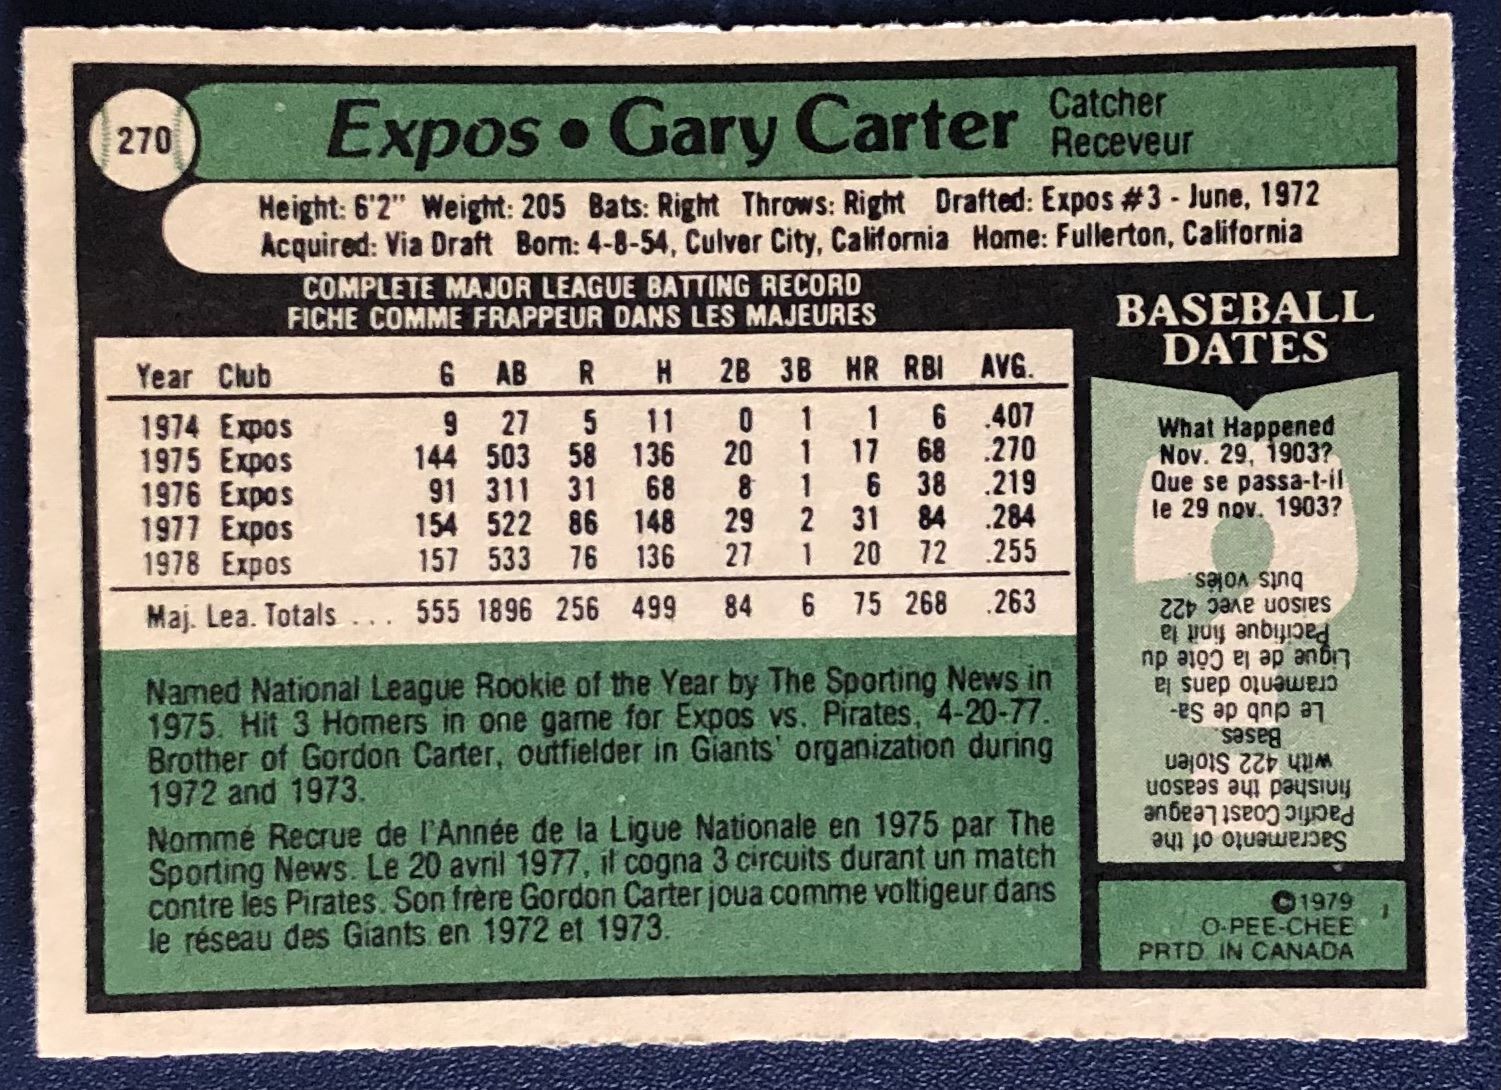 270
Expos • Gary Carter
Catcher
Receveur
Height: 6'2" Weight: 205 Bats: Right Throws: Right Drafted: Expos #3 - June, 1972
Acquired: Via Draft Born: 4-8-54, Culver City, California Home: Fullerton, California
COMPLETE MAJOR LEAGUE BATTING RECORD
FICHE COMME FRAPPEUR DANS LES MAJEURES
Year Club G AB R H 2B 3B HR RBI AVG.
1974 Expos 9 27 5 11 0 1 1 6 .407
1975 Expos 144 503 58 136 20 1 17 68 .270
1976 Expos 91 311 31 68 8 1 6 38 .219
1977 Expos 154 522 86 148 29 2 31 84 .284
1978 Expos 157 533 76 136 27 1 20 72 .255
Maj. Lea. Totals ... 555 1896 256 499 84 6 75 268 .263
Named National League Rookie of the Year by The Sporting News in
1975. Hit 3 Homers in one game for Expos vs. Pirates, 4-20-77.
Brother of Gordon Carter, outfielder in Giants' organization during
1972 and 1973.
Nommé Recrue de l'Année de la Ligue Nationale en 1975 par The
Sporting News. Le 20 avril 1977, il cogna 3 circuits durant un match
contre les Pirates. Son frère Gordon Carter joua comme voltigeur dans
le réseau des Giants en 1972 et 1973.
BASEBALL
DATES
What Happened
Nov. 29, 1903?
Que se passa-t-il
le 29 nov. 1903?
Sacramento of the
Pacific Coast League
finished the season
with 422 Stolen
Bases.
Le club de Sa-
cramento dans la
Ligue de la Côte du
Pacifique finit la
saison avec 422
buts volés.
©1979
O-PEE-CHEE
PRTD. IN CANADA